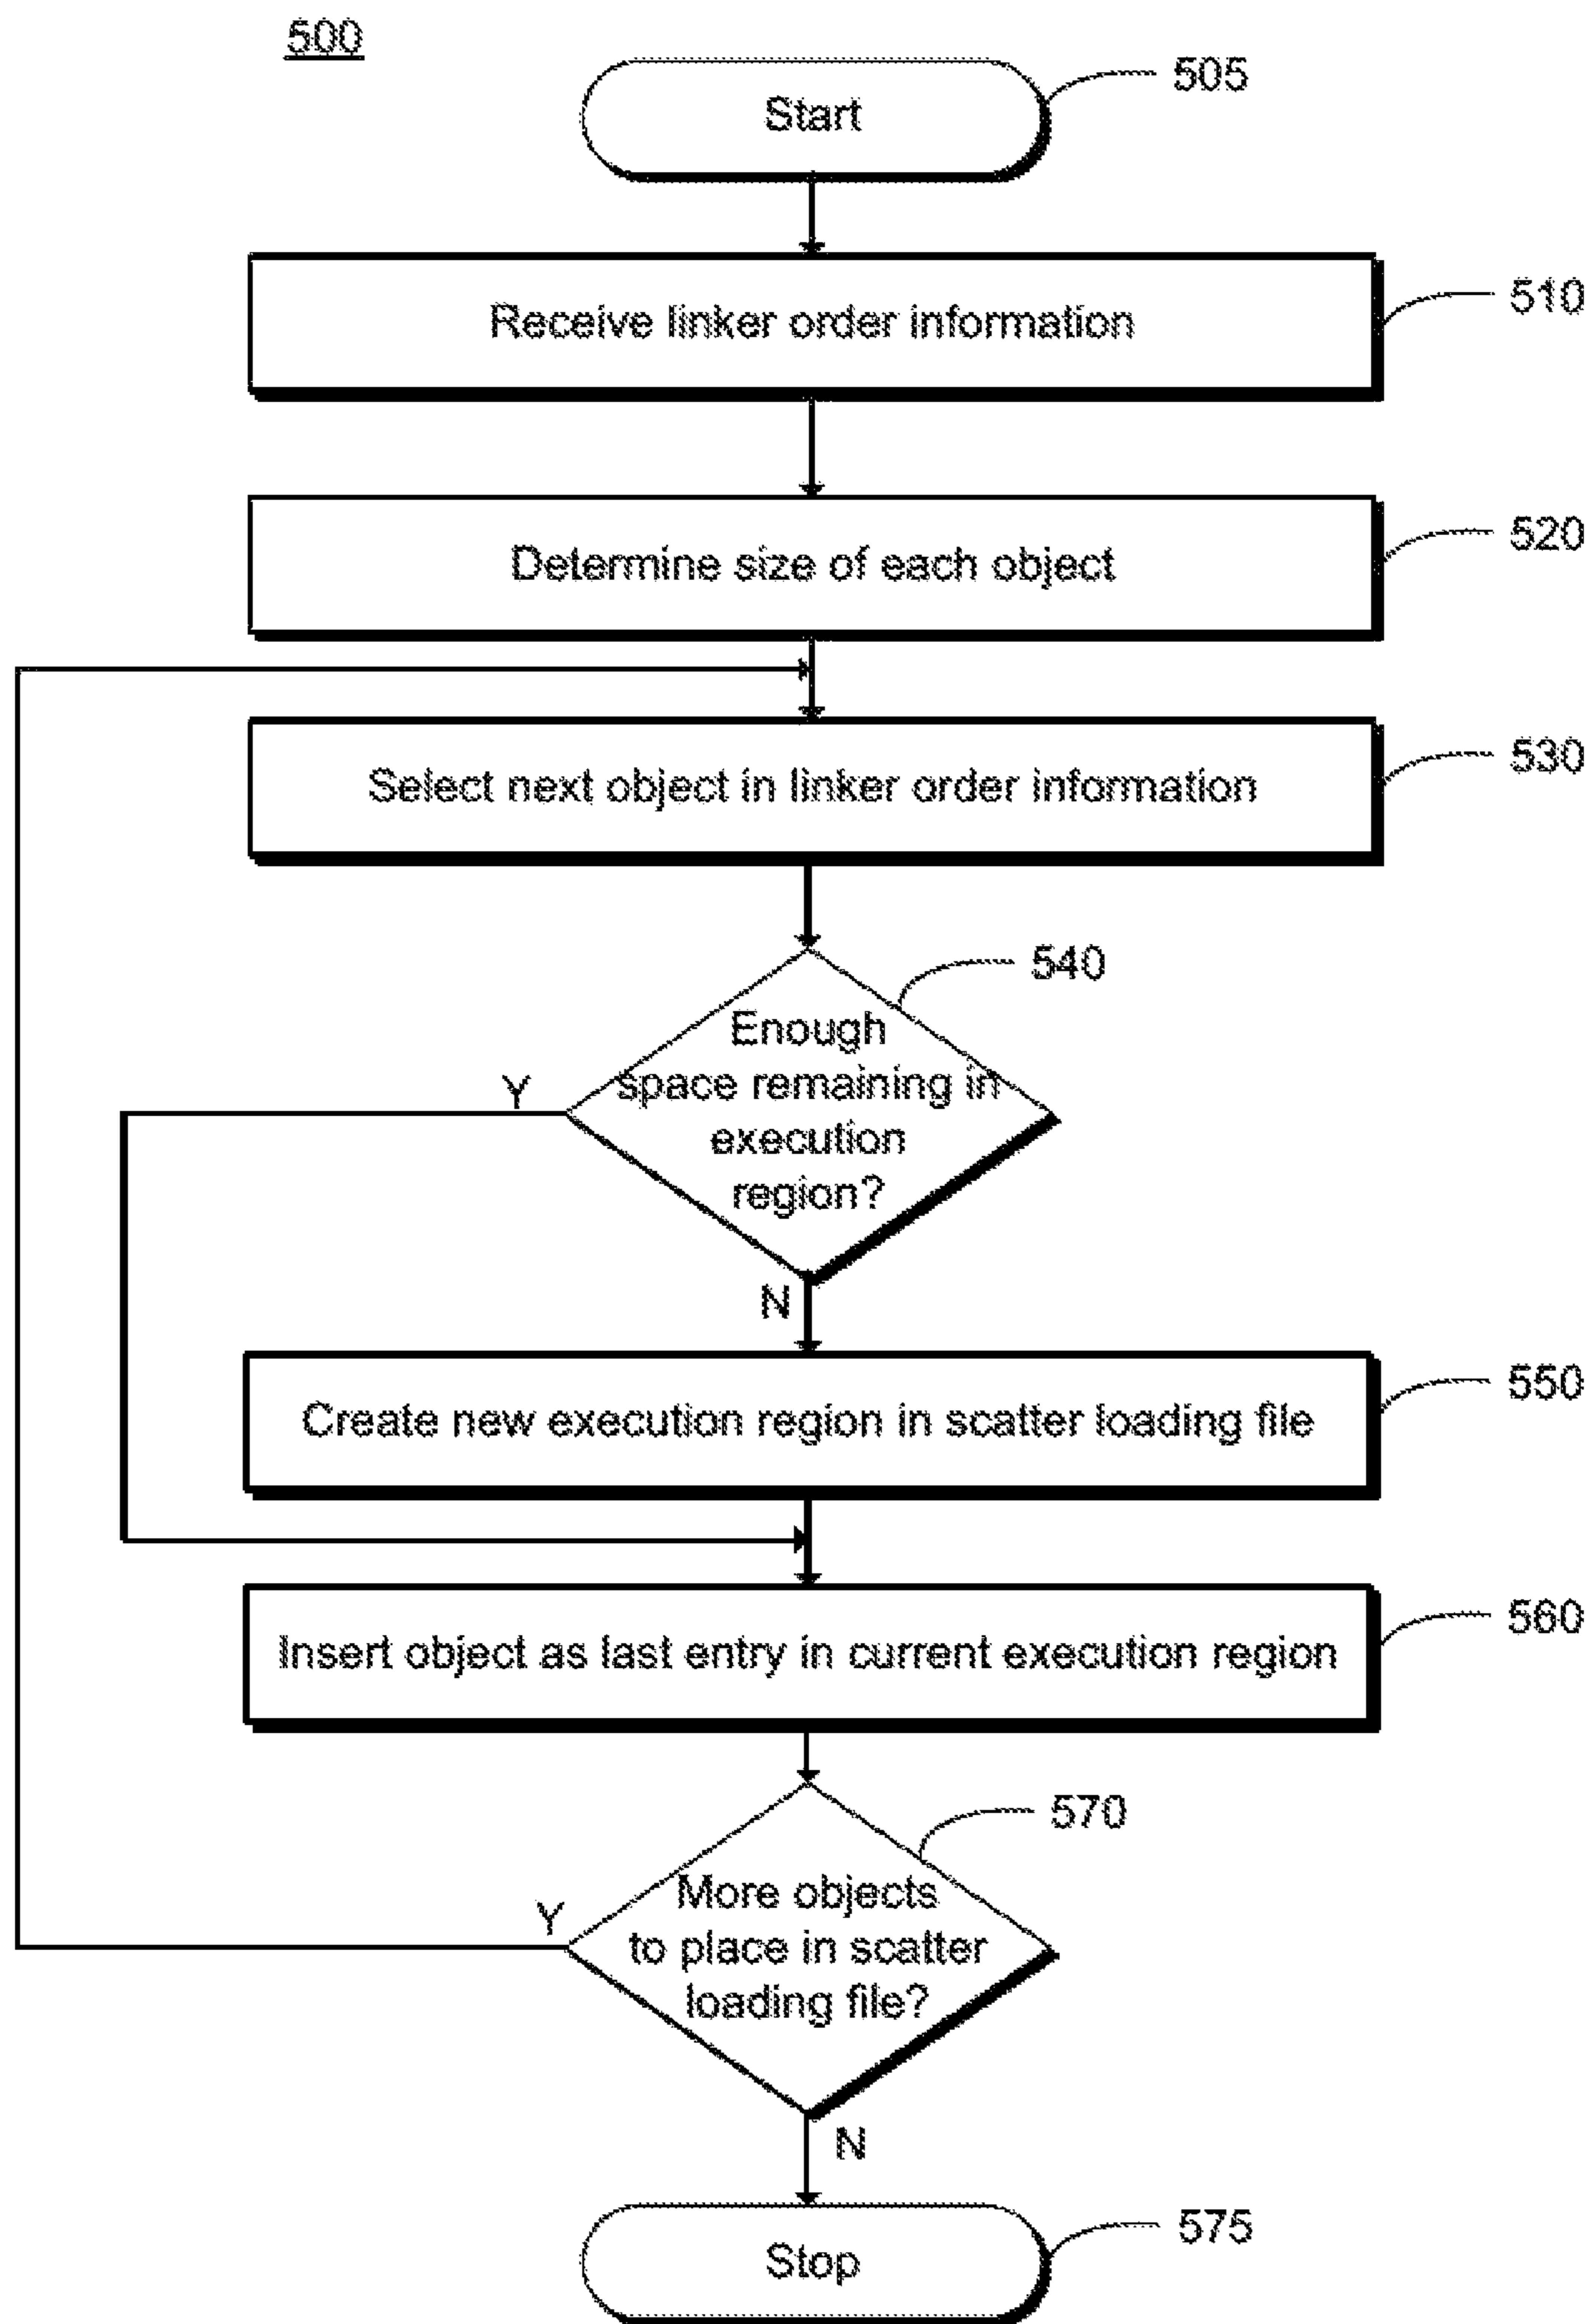 500
Start
505
Receive linker order information
510
Determine size of each object
520
Select next object in linker order information
530
540
Enough
space remaining in
execution
region?
Y
N
Create new execution region in scatter loading file
550
Insert object as last entry in current execution region
560
570
More objects
to place in scatter
loading file?
Y
N
Stop
575